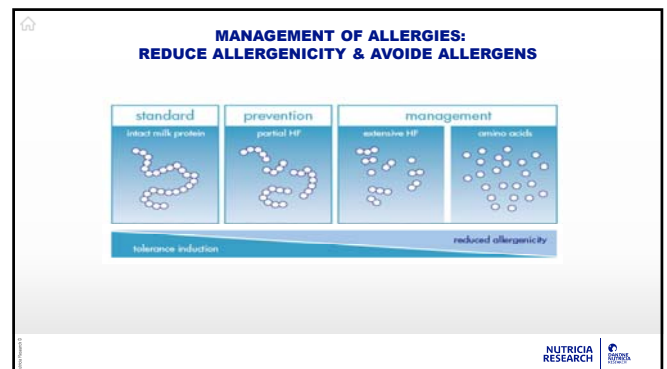 MANAGEMENT OF ALLERGIES:
REDUCE ALLERGENICITY & AVOIDE ALLERGENS
standard
prevention
management
intact milk protein
partial HF
extensive HF
amino acids
tolerance induction
reduced allergenicity
NUTRICIA
RESEARCH
DANONE
NUTRICIA
RESEARCH